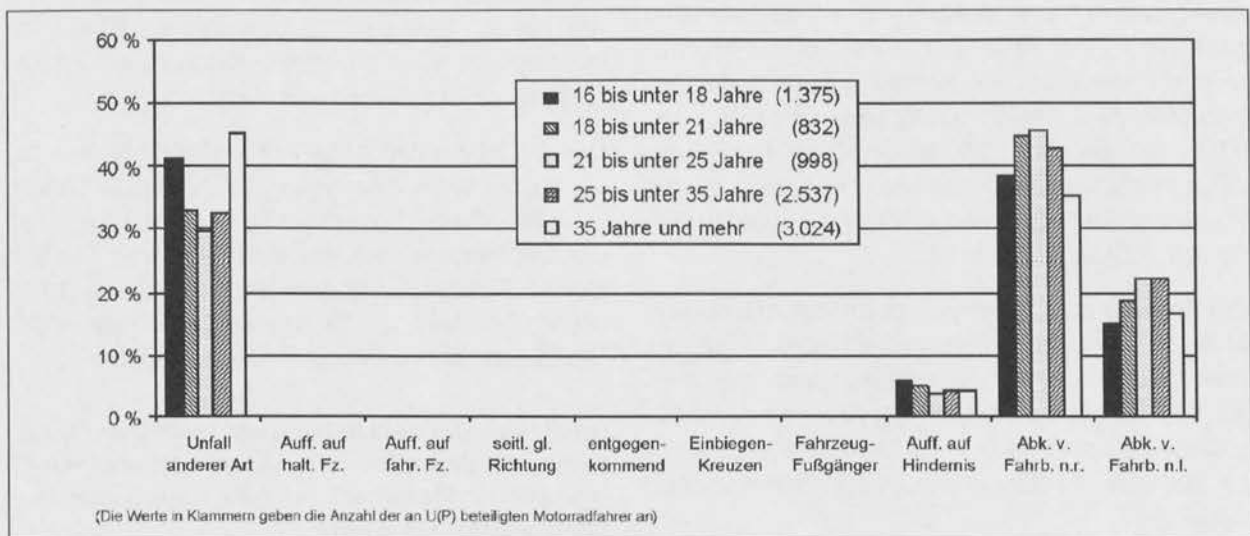 60 %
50 %
40 %
30 %
20 %
10 %
0 %
16 bis unter 18 Jahre (1.375)
18 bis unter 21 Jahre (832)
21 bis unter 25 Jahre (998)
25 bis unter 35 Jahre (2.537)
35 Jahre und mehr (3.024)
Unfall
anderer Art
Auff. auf
halt. Fz.
Auff. auf
fahr. Fz.
seitl. gl.
Richtung
entgegen-
kommend
Einbiegen-
Kreuzen
Fahrzeug-
Fußgänger
Auff. auf
Hindernis
Abk. v.
Fahrb. n.r.
Abk. v.
Fahrb. n.l.
(Die Werte in Klammern geben die Anzahl der an U(P) beteiligten Motorradfahrer an)